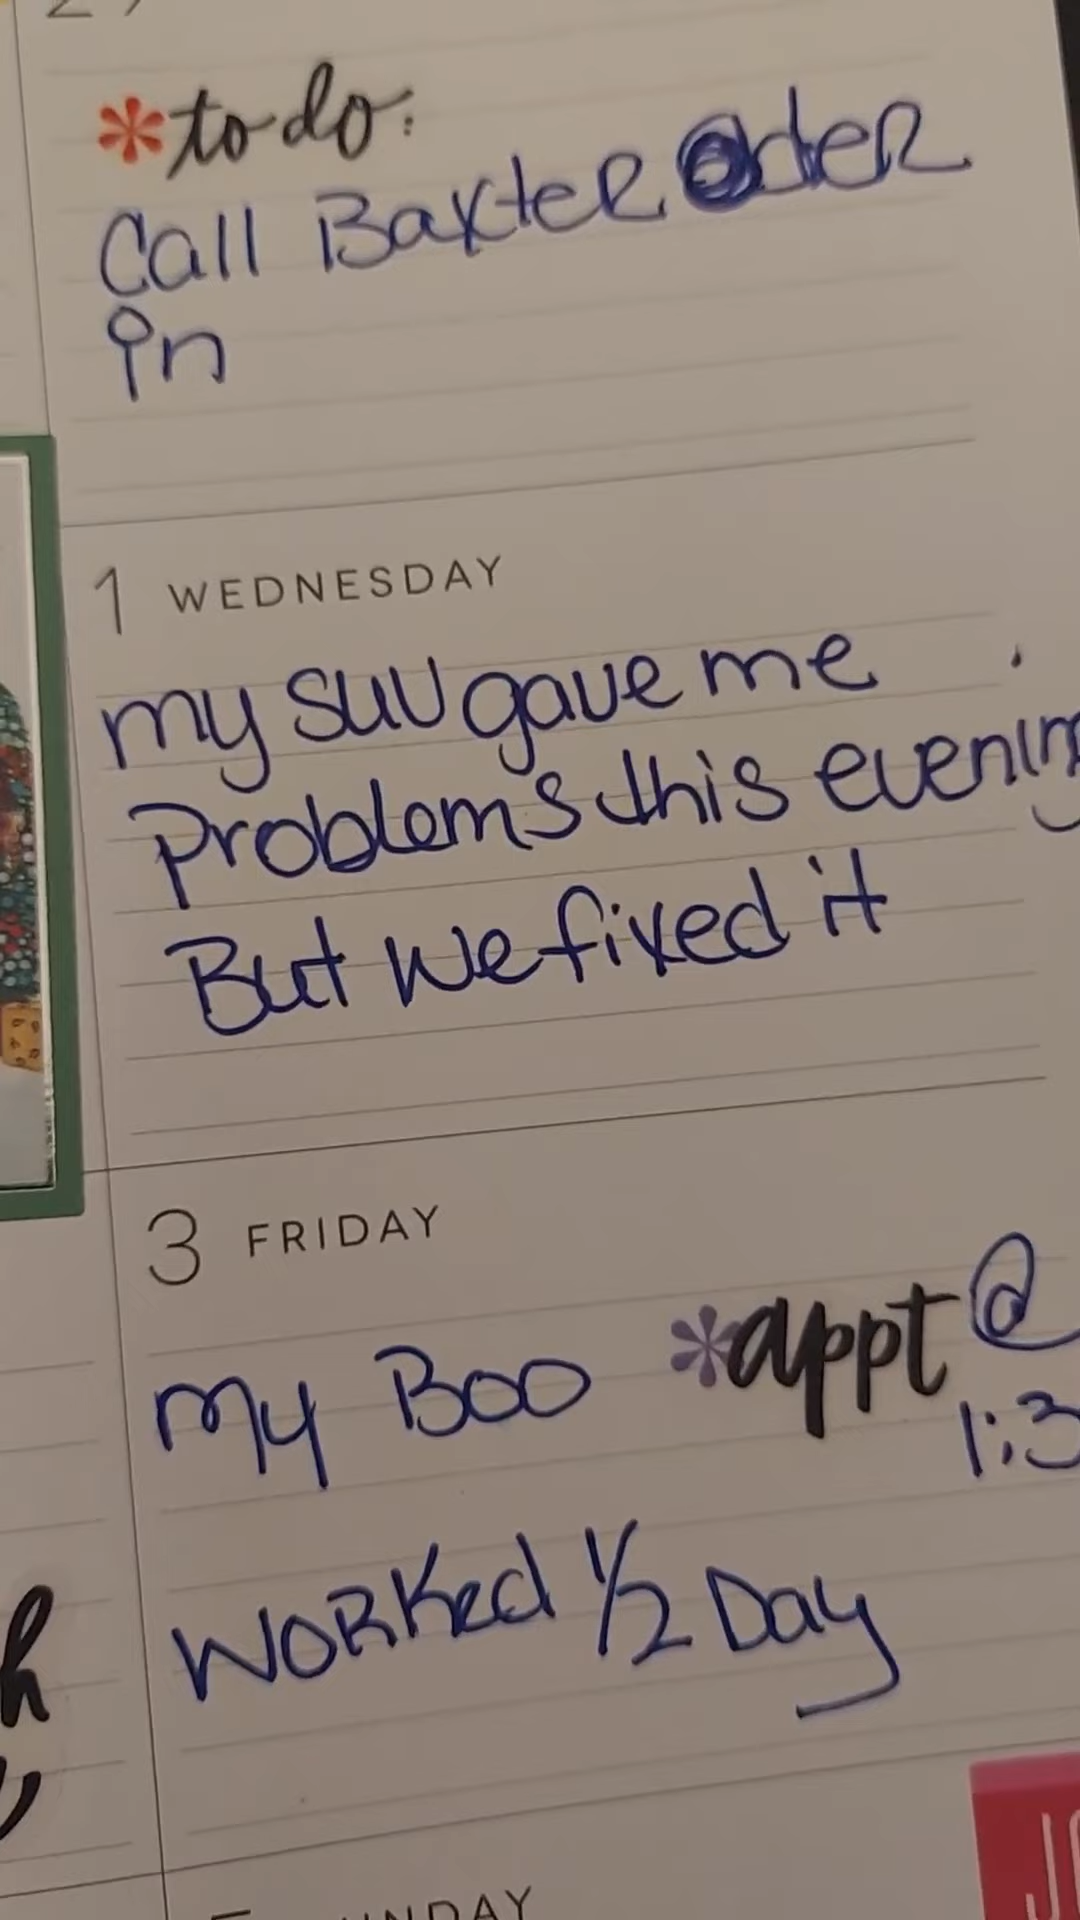 *to do:
Call Baxter Order
in
1 WEDNESDAY
my SUV gave me
Problems this evening
But we fixed it
3 FRIDAY
My Boo *appt @
1:3
Worked 1/2 Day